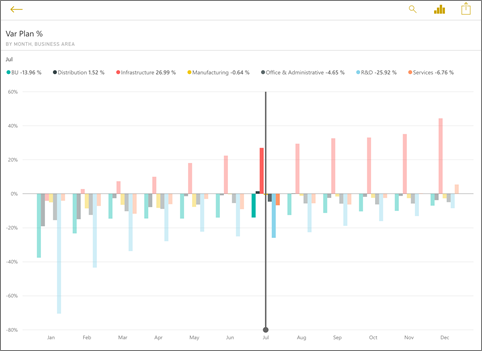 Var Plan %
BY MONTH, BUSINESS AREA
Jul
BU -13.96 % Distribution 1.52 % Infrastructure 26.99 % Manufacturing -0.64 % Office & Administrative -4.65 % R&D -25.92 % Services -6.76 %
60%
40%
20%
0%
-20%
-40%
-60%
-80%
Jan Feb Mar Apr May Jun Jul Aug Sep Oct Nov Dec